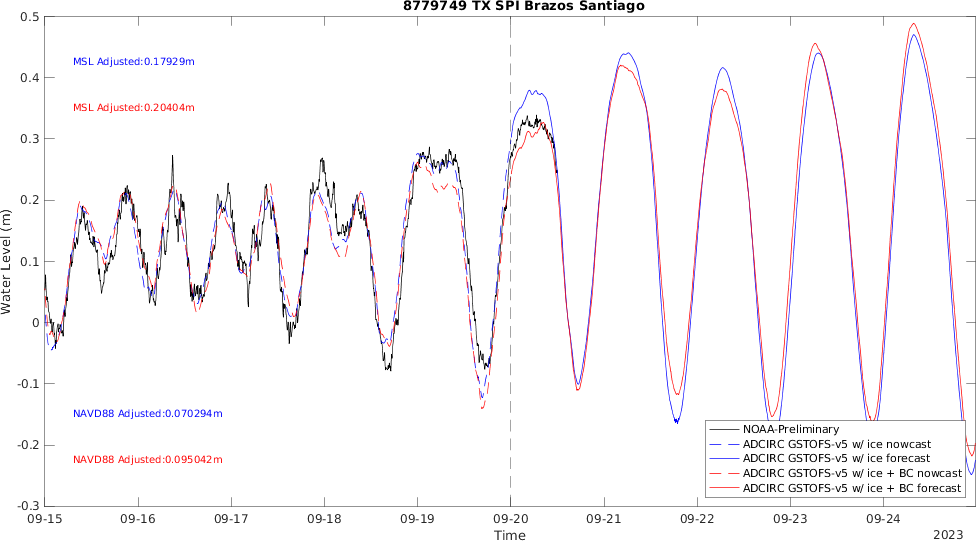 8779749 TX SPI Brazos Santiago
0.5
0.4
0.3
0.2
0.1
0
-0.1
-0.2
-0.3
Water Level (m)
MSL Adjusted:0.17929m
MSL Adjusted:0.20404m
NAVD88 Adjusted:0.070294m
NAVD88 Adjusted:0.095042m
NOAA-Preliminary
ADCIRC GSTOFS-v5 w/ ice nowcast
ADCIRC GSTOFS-v5 w/ ice forecast
ADCIRC GSTOFS-v5 w/ ice + BC nowcast
ADCIRC GSTOFS-v5 w/ ice + BC forecast
09-15 09-16 09-17 09-18 09-19 09-20 09-21 09-22 09-23 09-24
Time
2023